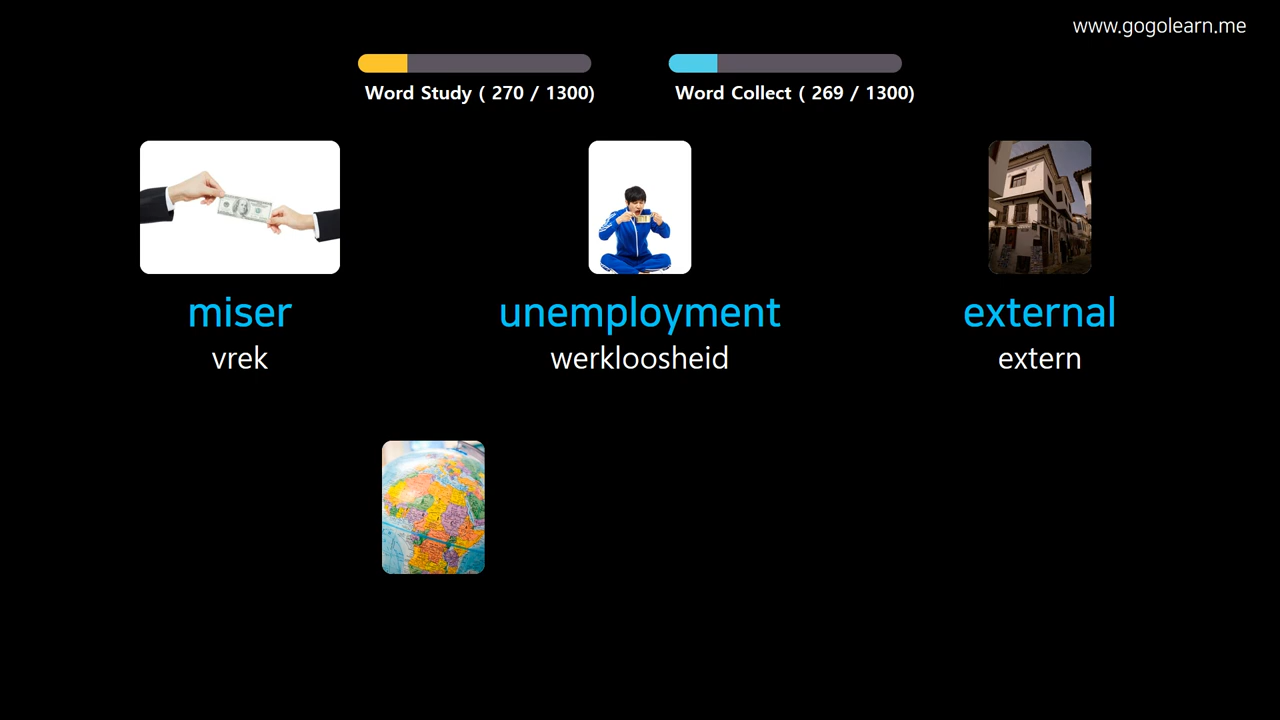 www.gogolearn.me
Word Study ( 270 / 1300)
Word Collect ( 269 / 1300)
miser
unemployment
external
vrek
werkloosheid
extern